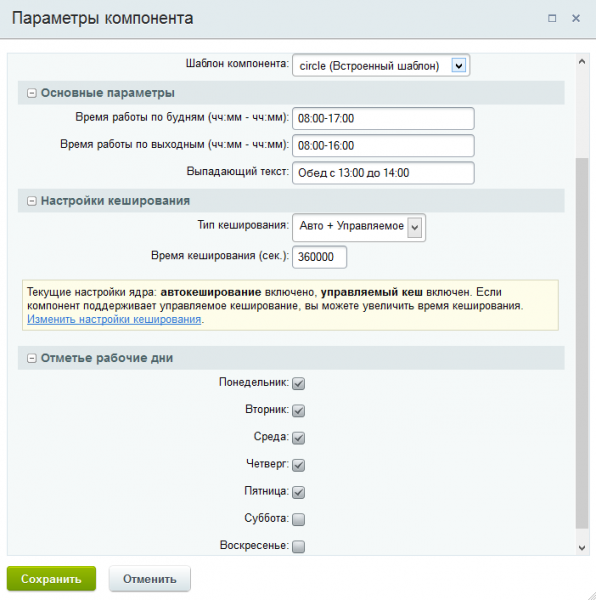 Параметры компонента
Шаблон компонента: circle (Встроенный шаблон)
Основные параметры
Время работы по будням (чч:мм - чч:мм): 08:00-17:00
Время работы по выходным (чч:мм - чч:мм): 08:00-16:00
Выпадающий текст: Обед с 13:00 до 14:00
Настройки кеширования
Тип кеширования: Авто + Управляемое
Время кеширования (сек.): 360000
Текущие настройки ядра: автокеширование включено, управляемый кеш включен. Если
компонент поддерживает управляемое кеширование, вы можете увеличить время кеширования.
Изменить настройки кеширования.
Отметье рабочие дни
Понедельник:
Вторник:
Среда:
Четверг:
Пятница:
Суббота:
Воскресенье:
Сохранить Отменить